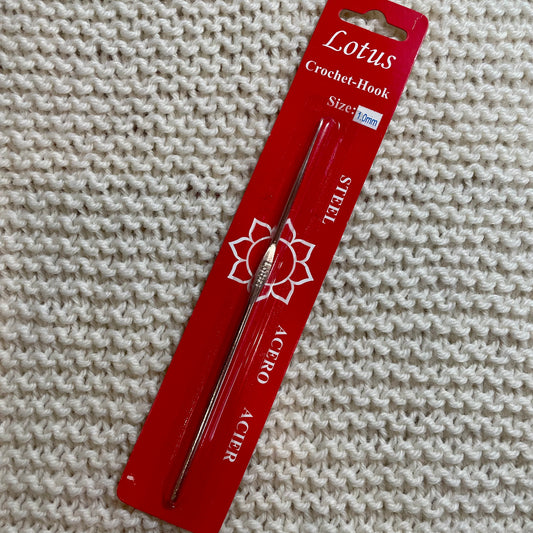 Lotus
Crochet-Hook
Size: 1.0mm
STEEL
ACERO
ACIER